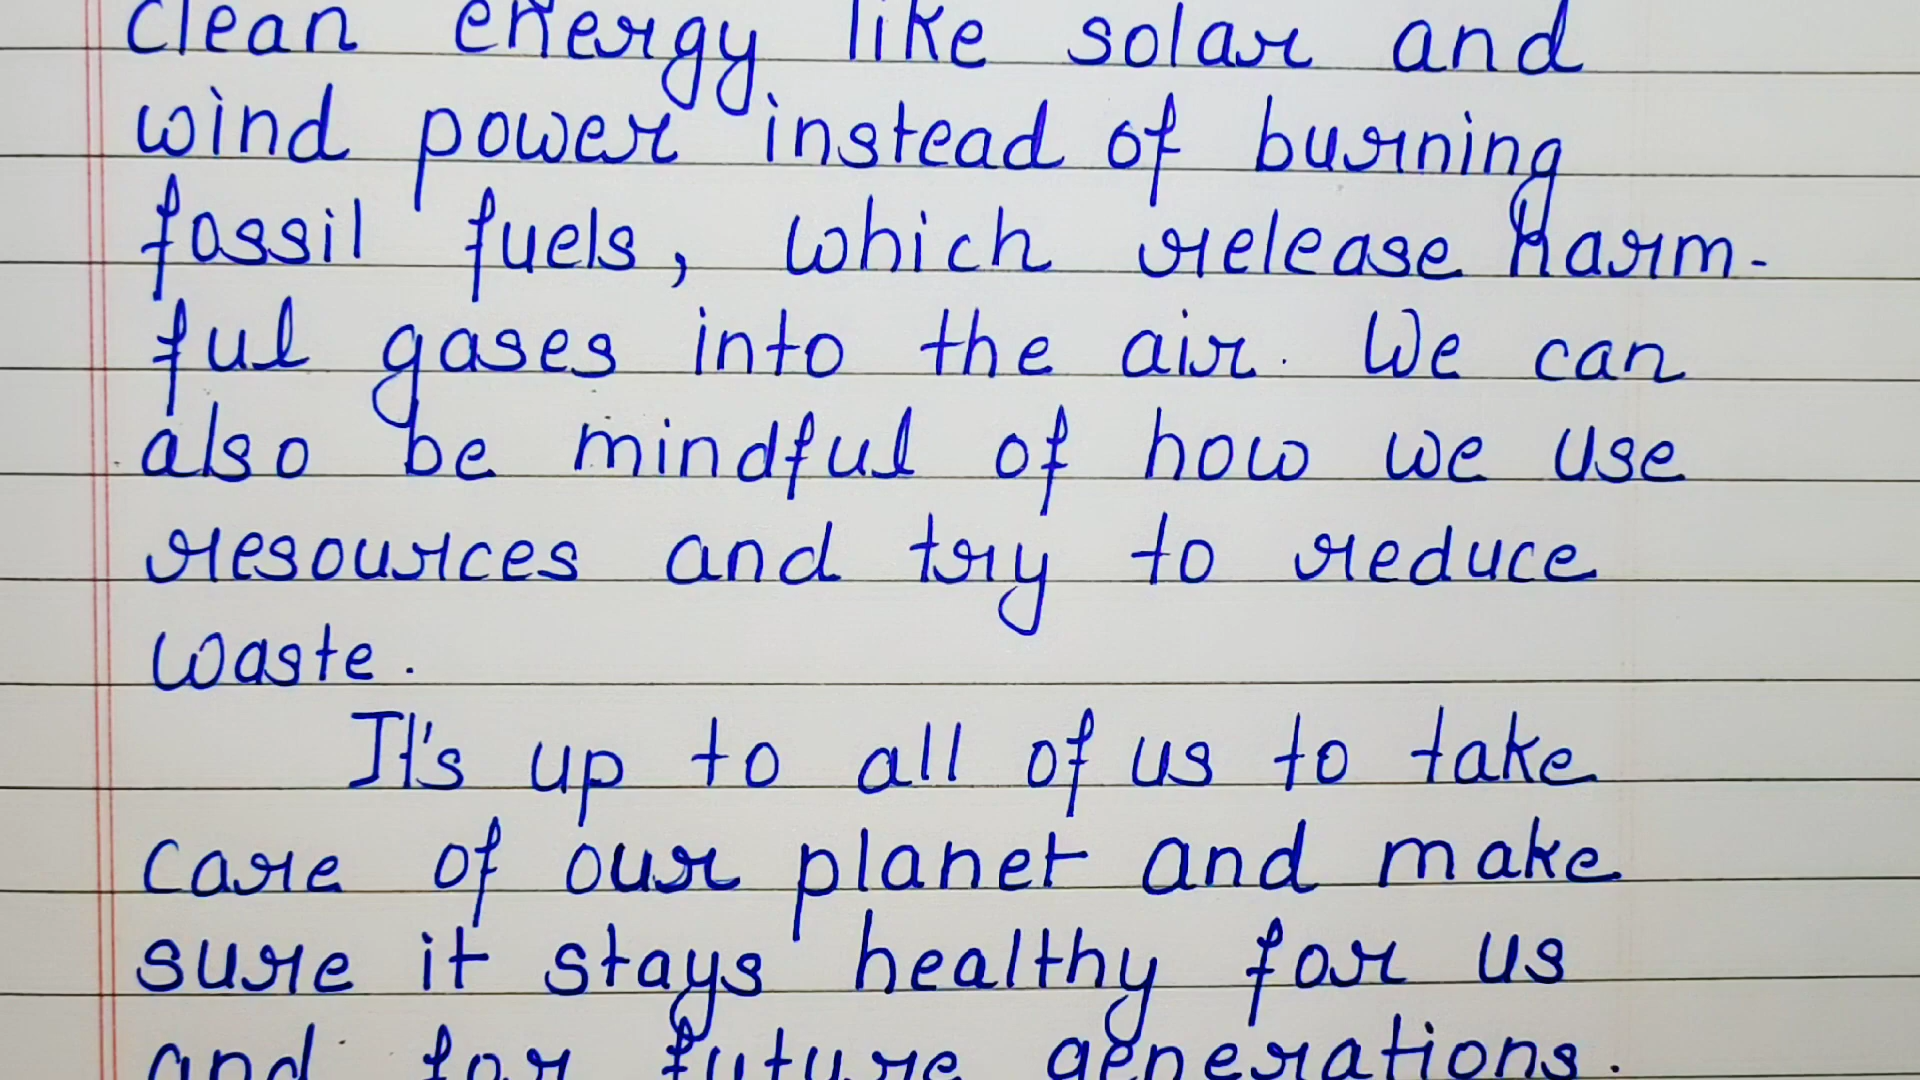 clean energy like solar and
wind power instead of burning
fossil fuels, which release harm-
ful gases into the air. We can
also be mindful of how we use
resources and try to reduce
waste.
It's up to all of us to take
care of our planet and make
sure it stays healthy for us
and for future generations.